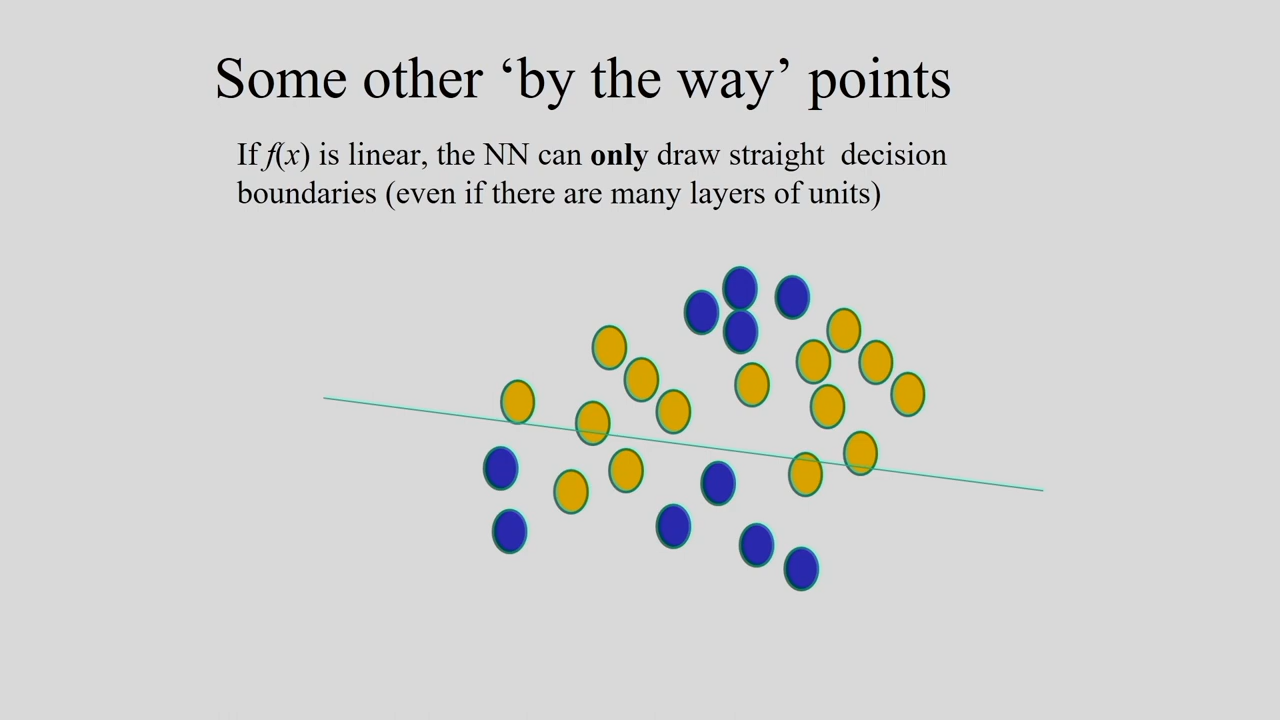 Some other ‘by the way’ points
If f(x) is linear, the NN can only draw straight  decision
boundaries (even if there are many layers of units)